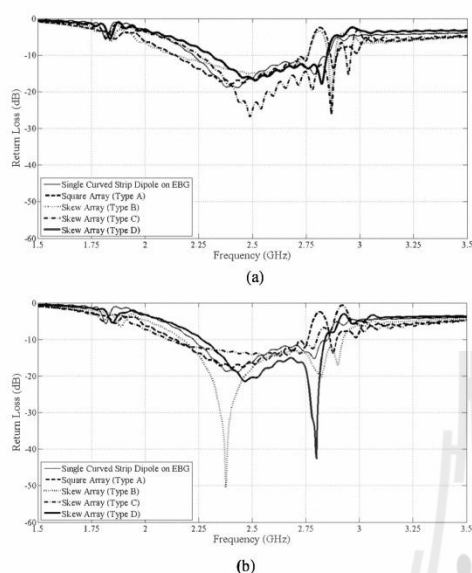 0
-10
-20
-30
-40
-50
-60
Return Loss (dB)
Single Curved Strip Dipole on EBG
Square Array (Type A)
Skew Array (Type B)
Skew Array (Type C)
Skew Array (Type D)
1.5 1.75 2 2.25 2.5 2.75 3 3.25 3.5
Frequency (GHz)
(a)
0
-10
-20
-30
-40
-50
-60
Return Loss (dB)
Single Curved Strip Dipole on EBG
Square Array (Type A)
Skew Array (Type B)
Skew Array (Type C)
Skew Array (Type D)
1.5 1.75 2 2.25 2.5 2.75 3 3.25 3.5
Frequency (GHz)
(b)